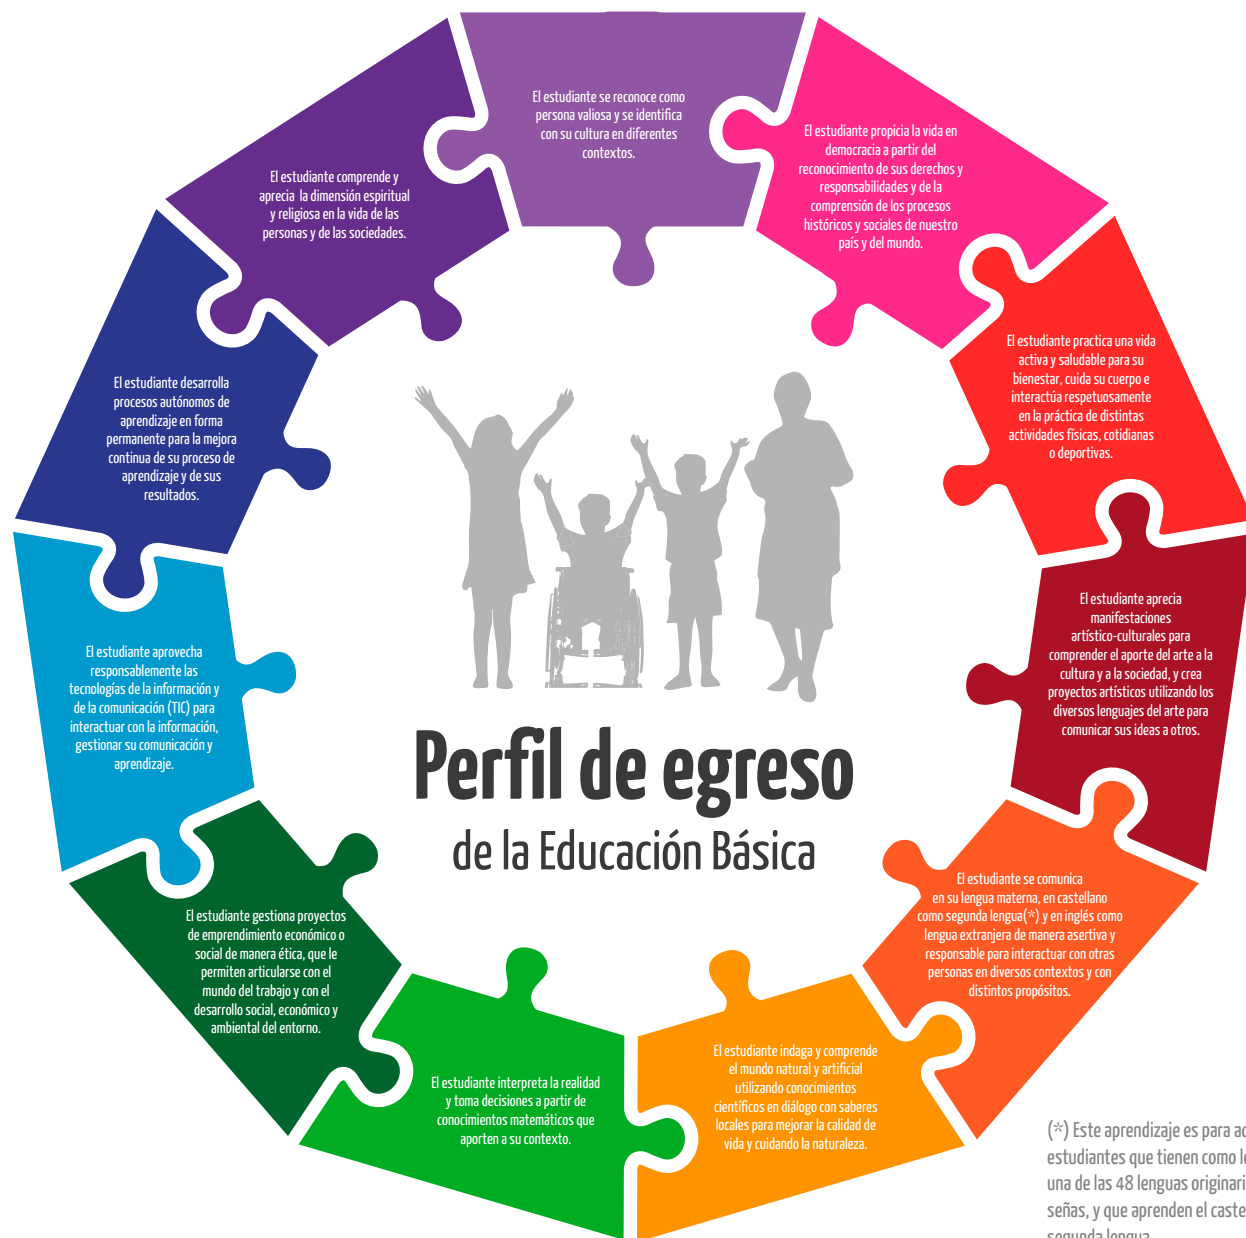 El estudiante se reconoce como
persona valiosa y se identifica
con su cultura en diferentes
contextos.
El estudiante propicia la vida en
democracia a partir del
reconocimiento de sus derechos y
responsabilidades y de la
comprensión de los procesos
históricos y sociales de nuestro
país y del mundo.
El estudiante practica una vida
activa y saludable para su
bienestar, cuida su cuerpo e
interactúa respetuosamente
en la práctica de distintas
actividades físicas, cotidianas
o deportivas.
El estudiante aprecia
manifestaciones
artístico-culturales para
comprender el aporte del arte a la
cultura y a la sociedad, y crea
proyectos artísticos utilizando los
diversos lenguajes del arte para
comunicar sus ideas a otros.
El estudiante se comunica
en su lengua materna, en castellano
como segunda lengua(*) y en inglés como
lengua extranjera de manera asertiva y
responsable para interactuar con otras
personas en diversos contextos y con
distintos propósitos.
El estudiante indaga y comprende
el mundo natural y artificial
utilizando conocimientos
científicos en diálogo con saberes
locales para mejorar la calidad de
vida y cuidando la naturaleza.
El estudiante interpreta la realidad
y toma decisiones a partir de
conocimientos matemáticos que
aporten a su contexto.
El estudiante gestiona proyectos
de emprendimiento económico o
social de manera ética, que le
permiten articularse con el
mundo del trabajo y con el
desarrollo social, económico y
ambiental del entorno.
El estudiante aprovecha
responsablemente las
tecnologías de la información y
de la comunicación (TIC) para
interactuar con la información,
gestionar su comunicación y
aprendizaje.
El estudiante desarrolla
procesos autónomos de
aprendizaje en forma
permanente para la mejora
continua de su proceso de
aprendizaje y de sus
resultados.
El estudiante comprende y
aprecia la dimensión espiritual
y religiosa en la vida de las
personas y de las sociedades.
Perfil de egreso
de la Educación Básica
(*) Este aprendizaje es para
estudiantes que tienen como
una de las 48 lenguas
señas, y que aprenden el
segunda lengua